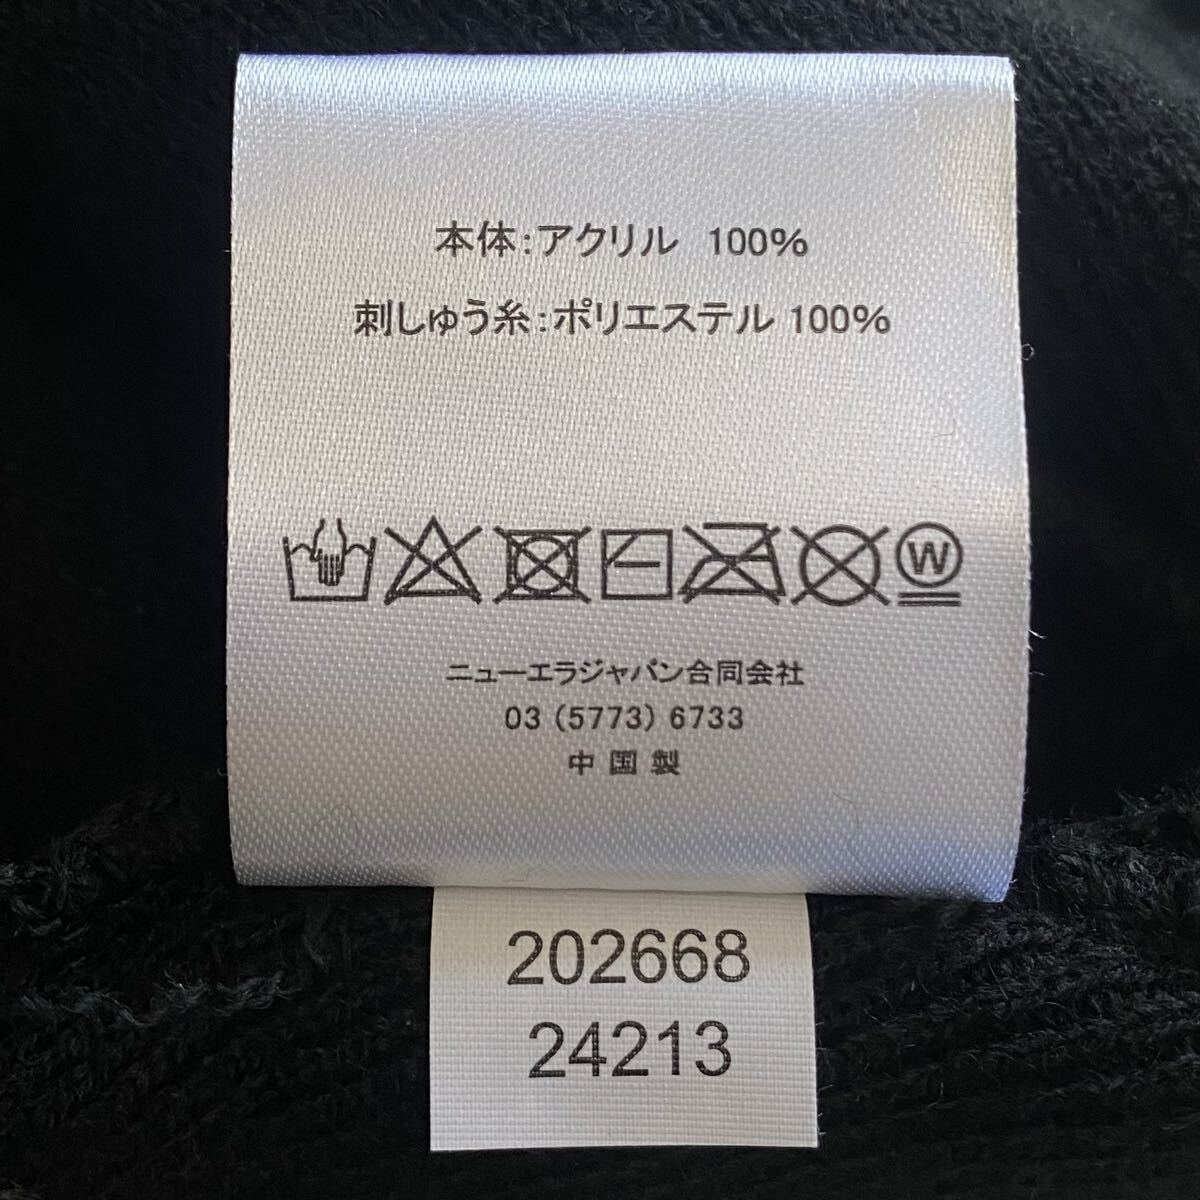 本体:アクリル 100%
刺しゅう糸:ポリエステル 100%
W
ニューエラジャパン合同会社
03 (5773) 6733
中国製
202668
24213